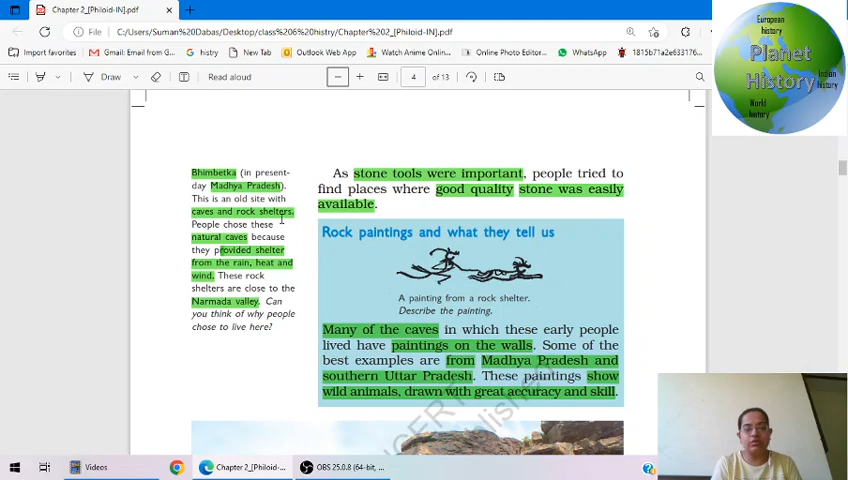 Chapter 2_[Philoid-IN].pdf
File
C:/Users/Suman%20Dabas/Desktop/class%206%20histry/Chapter%202_[Philoid-IN].pdf
Import favorites
Gmail: Email from G...
histry
New Tab
Outlook Web App
Watch Anime Online...
Online Photo Editor...
WhatsApp
1815b71a2e633176...
Draw
Read aloud
4
of 13
European
history
Planet
History
Indian
history
World
history
Bhimbetka (in present-
day Madhya Pradesh).
This is an old site with
caves and rock shelters.
People chose these
natural caves because
they provided shelter
from the rain, heat and
wind. These rock
shelters are close to the
Narmada valley. Can
you think of why people
chose to live here?
As stone tools were important, people tried to
find places where good quality stone was easily
available.
Rock paintings and what they tell us
A painting from a rock shelter.
Describe the painting.
Many of the caves in which these early people
lived have paintings on the walls. Some of the
best examples are from Madhya Pradesh and
southern Uttar Pradesh. These paintings show
wild animals, drawn with great accuracy and skill.
Videos
Chapter 2_[Philoid-I...
OBS 25.0.8 (64-bit, ...